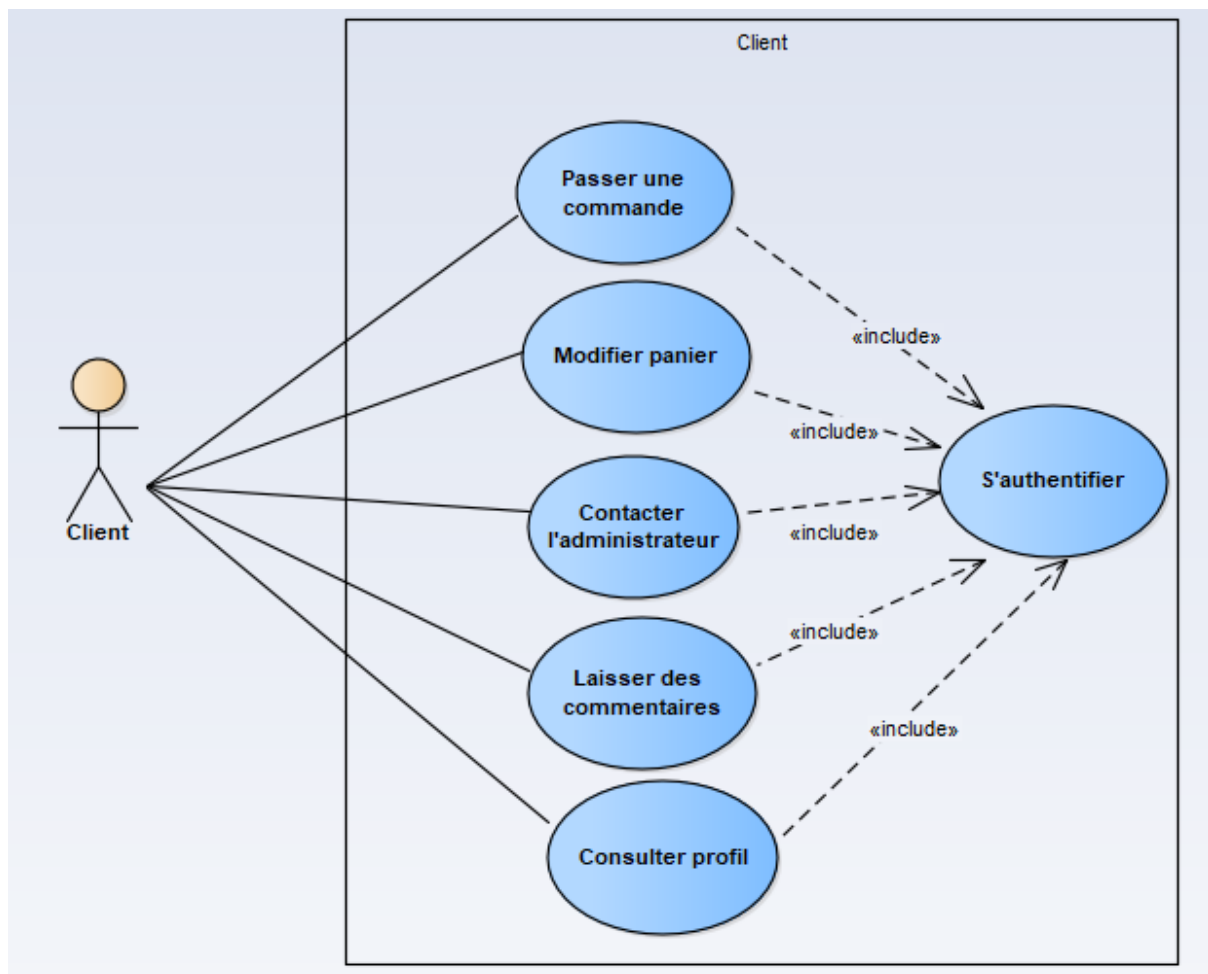 Client
Passer une
commande
«include»
Modifier panier
«include»
S'authentifier
Client
Contacter
l'administrateur
«include»
«include»
Laisser des
commentaires
«include»
Consulter profil